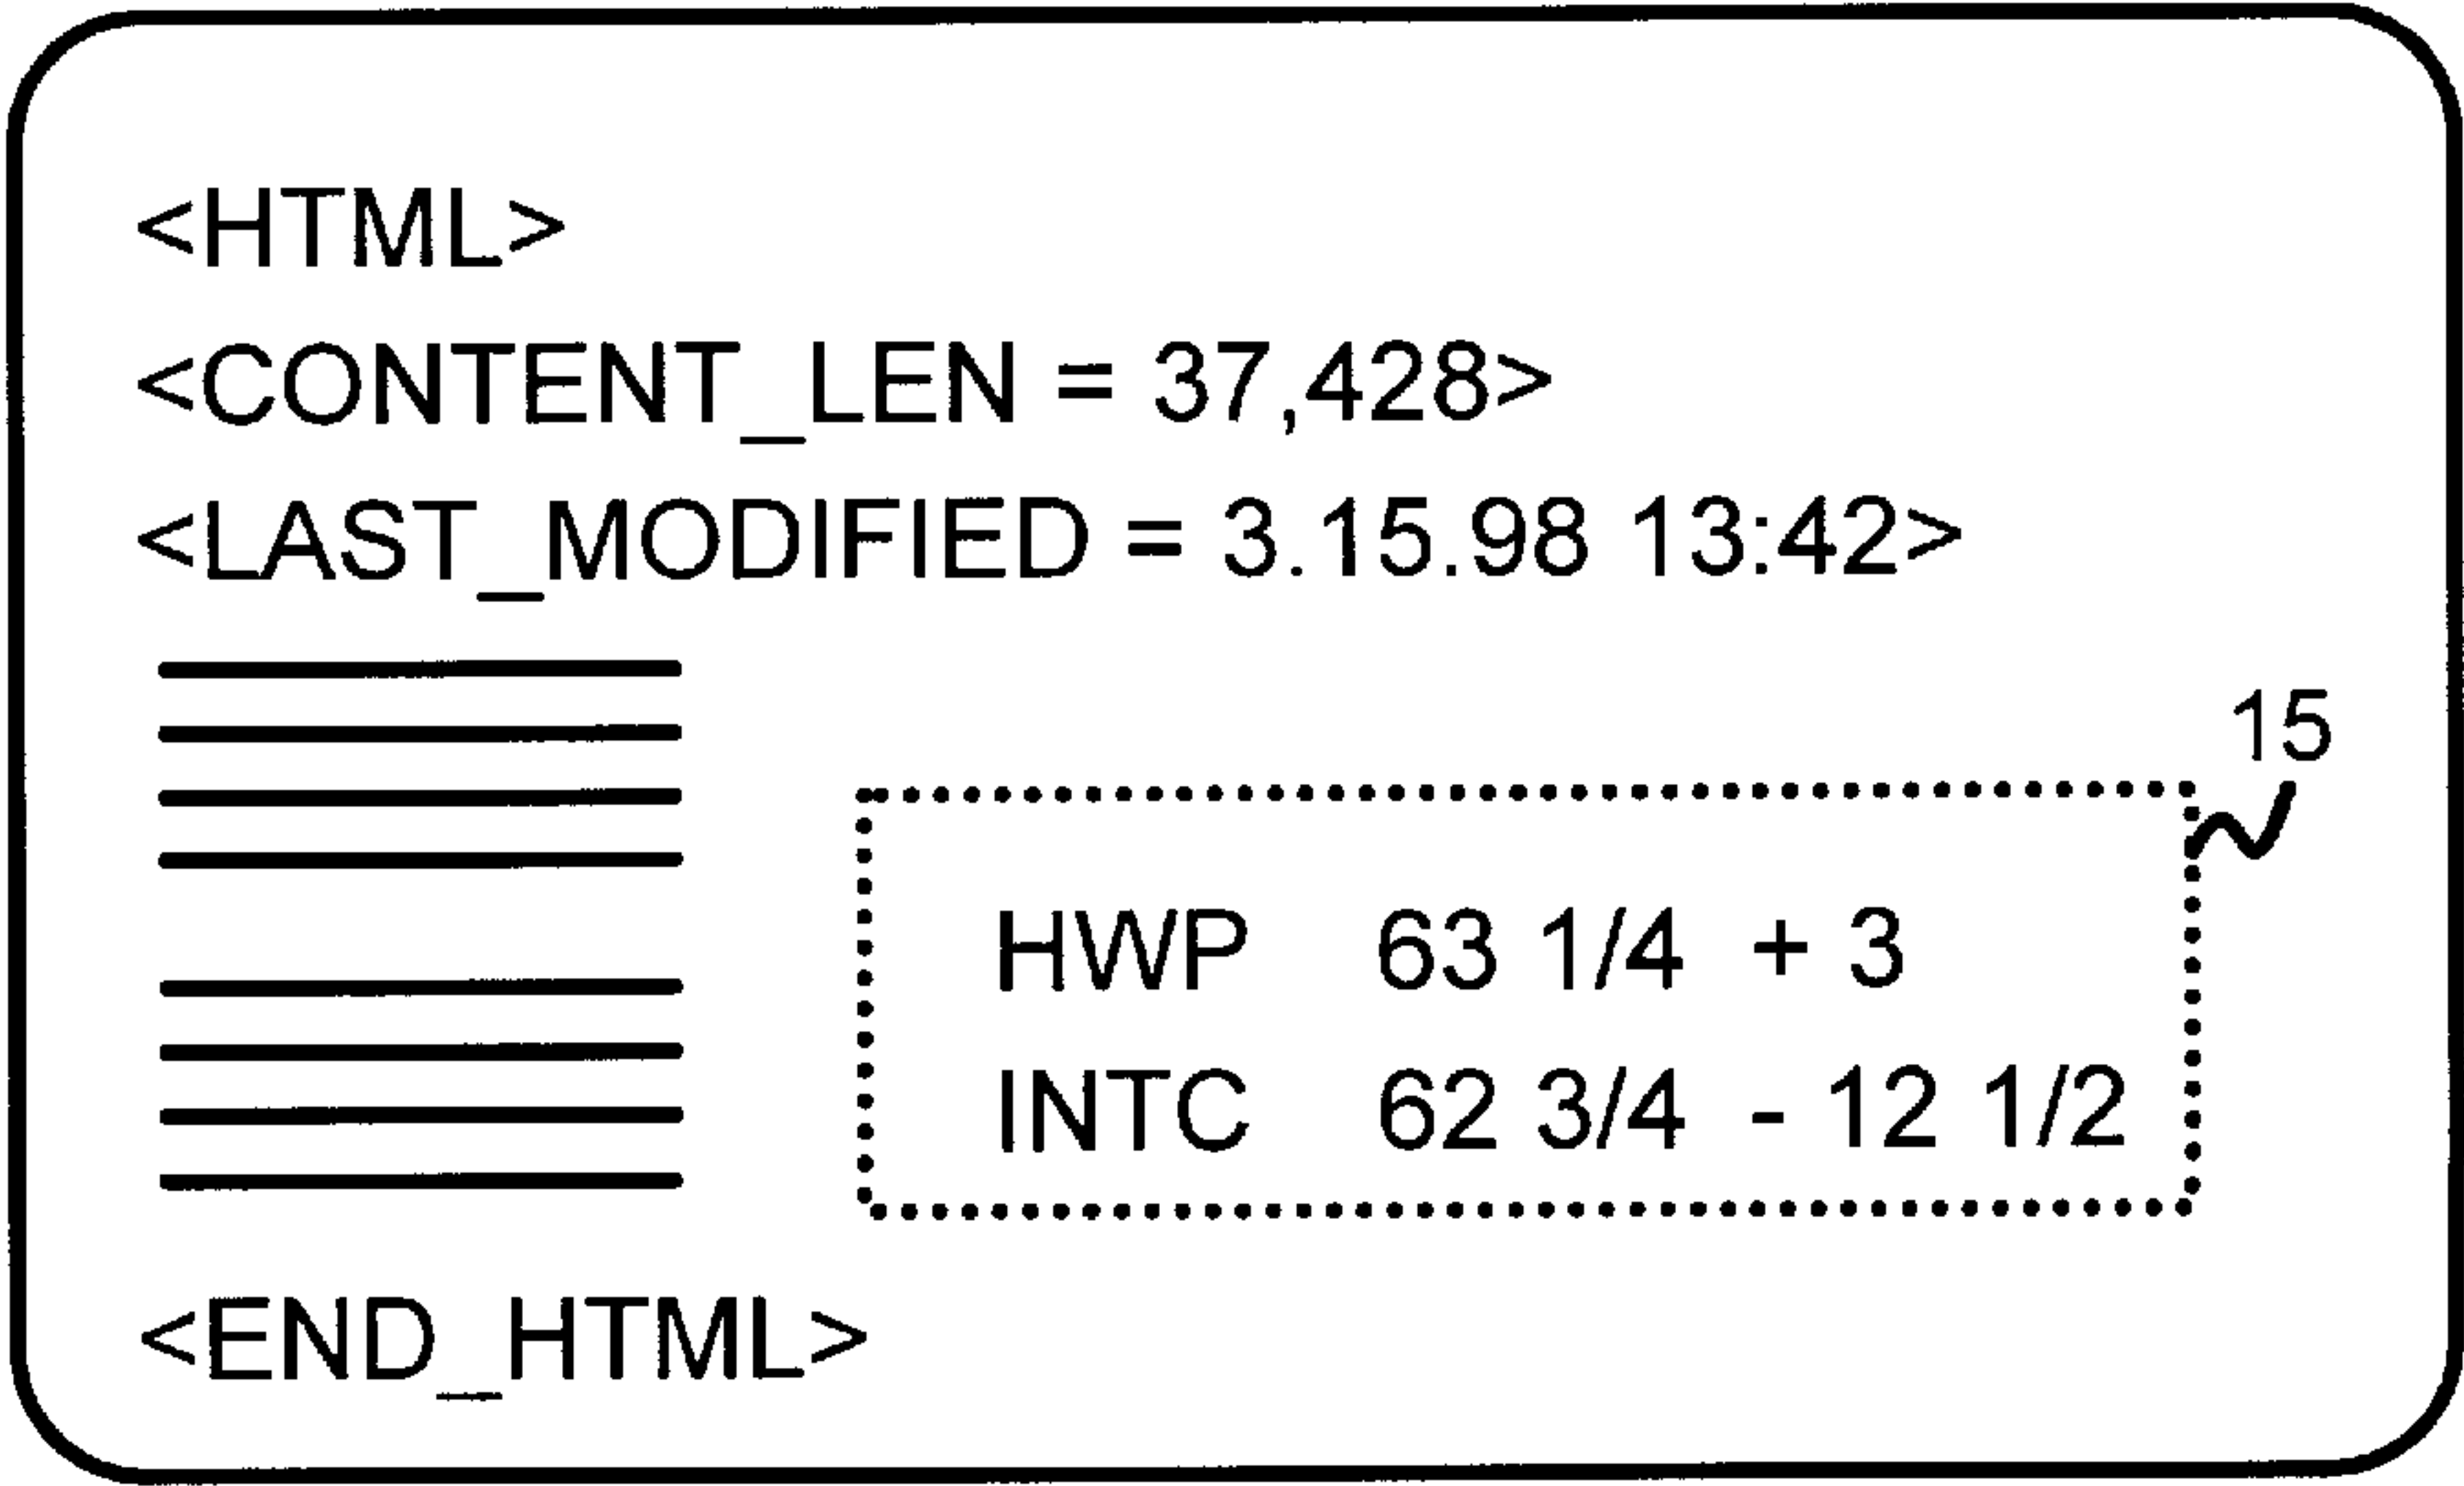 <HTML>
<CONTENT_LEN = 37,428>
<LAST_MODIFIED = 3.15.98 13:42>
15
HWP 63 1/4 + 3
INTC 62 3/4 - 12 1/2
<END_HTML>